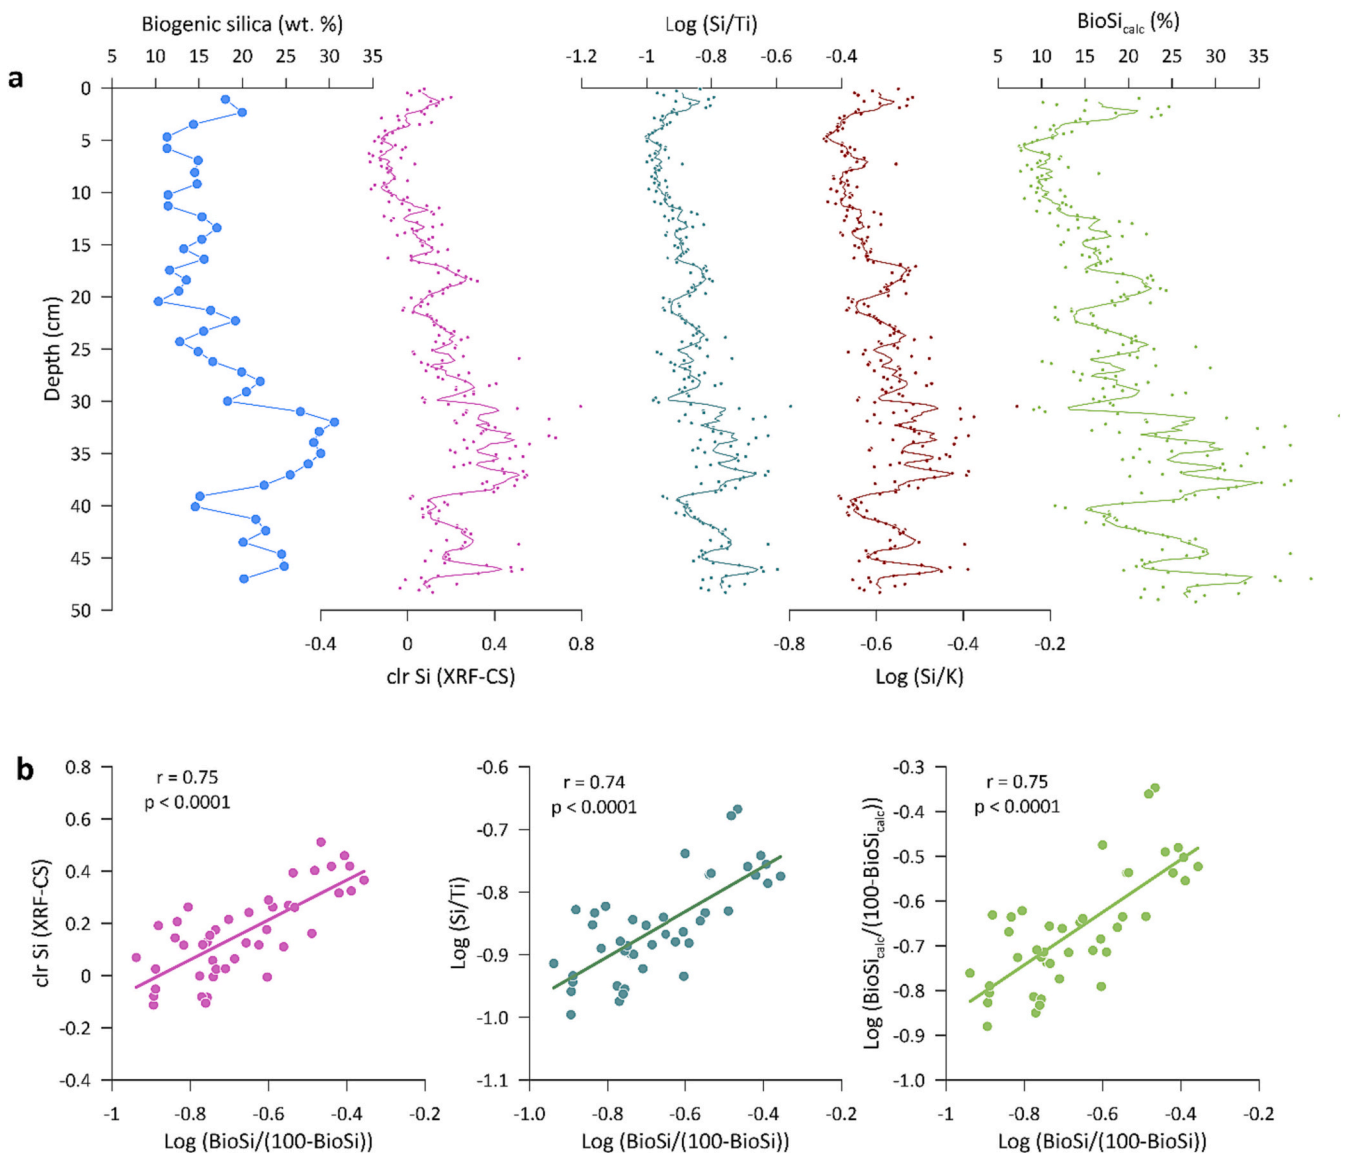 Biogenic silica (wt. %)
Log (Si/Ti)
BioSicalc (%)
5 10 15 20 25 30 35
-1.2 -1 -0.8 -0.6 -0.4
5 10 15 20 25 30 35
a
0
5
10
15
20
25
30
35
40
45
50
Depth (cm)
-0.4 0 0.4 0.8
-0.8 -0.6 -0.4 -0.2
clr Si (XRF-CS)
Log (Si/K)
b
0.8
0.6
0.4
0.2
0
-0.2
-0.4
clr Si (XRF-CS)
r = 0.75
p < 0.0001
-1 -0.8 -0.6 -0.4 -0.2
Log (BioSi/(100-BioSi))
-0.6
-0.7
-0.8
-0.9
-1.0
-1.1
Log (Si/Ti)
r = 0.74
p < 0.0001
-1.0 -0.8 -0.6 -0.4 -0.2
Log (BioSi/(100-BioSi))
-0.3
-0.4
-0.5
-0.6
-0.7
-0.8
-0.9
-1.0
Log (BioSicalc/(100-BioSicalc))
r = 0.75
p < 0.0001
-1 -0.8 -0.6 -0.4 -0.2
Log (BioSi/(100-BioSi))